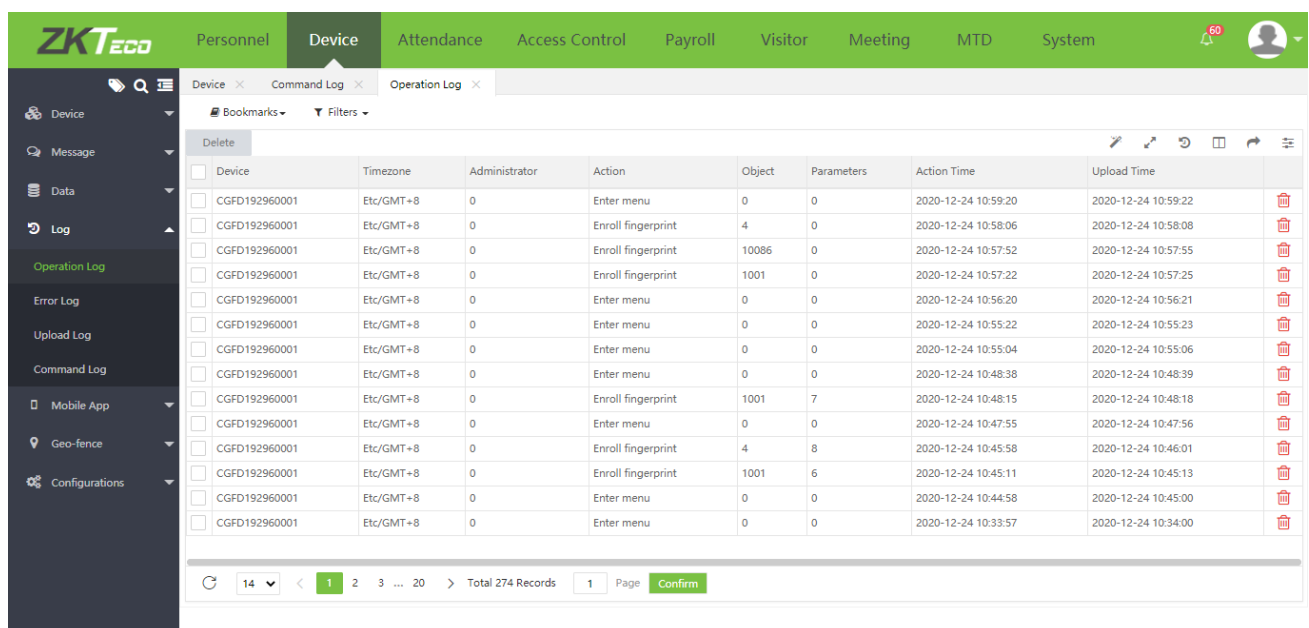 ZKTeco Personnel Device Attendance Access Control Payroll Visitor Meeting MTD System 60
Device Command Log Operation Log
Bookmarks Filters
Delete
Device
Message
Data
Log
Operation Log
Error Log
Upload Log
Command Log
Mobile App
Geo-fence
Configurations
Device Timezone Administrator Action Object Parameters Action Time Upload Time
CGFD192960001 Etc/GMT+8 0 Enter menu 0 0 2020-12-24 10:59:20 2020-12-24 10:59:22
CGFD192960001 Etc/GMT+8 0 Enroll fingerprint 4 0 2020-12-24 10:58:06 2020-12-24 10:58:08
CGFD192960001 Etc/GMT+8 0 Enroll fingerprint 10086 0 2020-12-24 10:57:52 2020-12-24 10:57:55
CGFD192960001 Etc/GMT+8 0 Enroll fingerprint 1001 0 2020-12-24 10:57:22 2020-12-24 10:57:25
CGFD192960001 Etc/GMT+8 0 Enter menu 0 0 2020-12-24 10:56:20 2020-12-24 10:56:21
CGFD192960001 Etc/GMT+8 0 Enter menu 0 0 2020-12-24 10:55:22 2020-12-24 10:55:23
CGFD192960001 Etc/GMT+8 0 Enter menu 0 0 2020-12-24 10:55:04 2020-12-24 10:55:06
CGFD192960001 Etc/GMT+8 0 Enter menu 0 0 2020-12-24 10:48:38 2020-12-24 10:48:39
CGFD192960001 Etc/GMT+8 0 Enroll fingerprint 1001 7 2020-12-24 10:48:15 2020-12-24 10:48:18
CGFD192960001 Etc/GMT+8 0 Enter menu 0 0 2020-12-24 10:47:55 2020-12-24 10:47:56
CGFD192960001 Etc/GMT+8 0 Enroll fingerprint 4 8 2020-12-24 10:45:58 2020-12-24 10:46:01
CGFD192960001 Etc/GMT+8 0 Enroll fingerprint 1001 6 2020-12-24 10:45:11 2020-12-24 10:45:13
CGFD192960001 Etc/GMT+8 0 Enter menu 0 0 2020-12-24 10:44:58 2020-12-24 10:45:00
CGFD192960001 Etc/GMT+8 0 Enter menu 0 0 2020-12-24 10:33:57 2020-12-24 10:34:00
14 < 1 2 3 ... 20 > Total 274 Records 1 Page Confirm